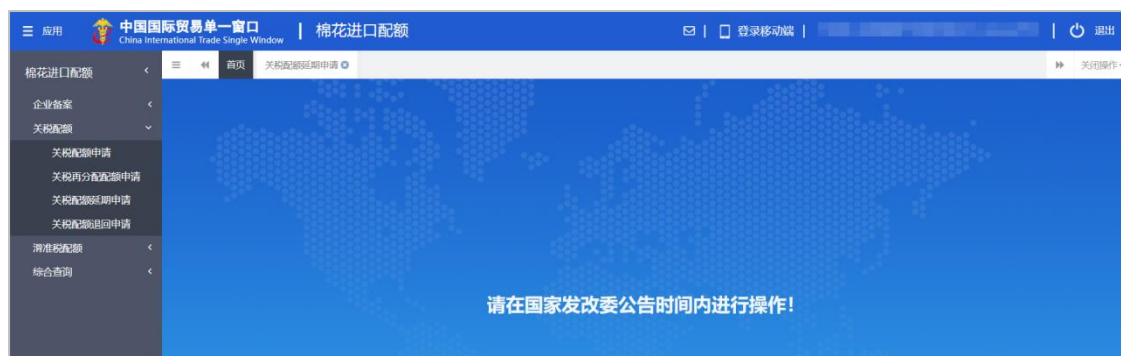 应用
中国国际贸易单一窗口
China International Trade Single Window
棉花进口配额
登录移动端
退出
棉花进口配额
首页
关税配额延期申请
关闭操作
企业备案
关税配额
关税配额申请
关税再分配配额申请
关税配额延期申请
关税配额退回申请
滑准税配额
综合查询
请在国家发改委公告时间内进行操作！